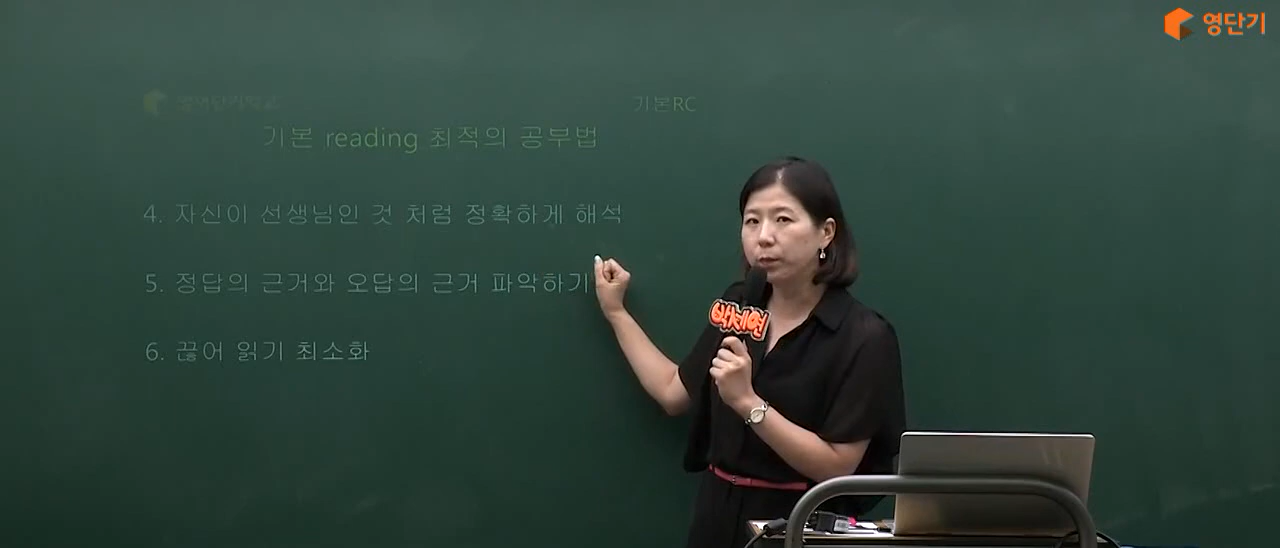 영단기
기본RC
기본 reading 최적의 공부법
4. 자신이 선생님인 것 처럼 정확하게 해석
5. 정답의 근거와 오답의 근거 파악하기
6. 끊어 읽기 최소화
백제연